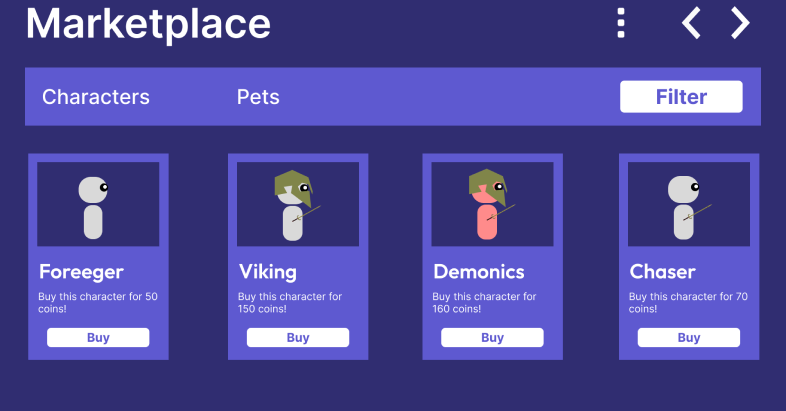 Marketplace
Characters
Pets
Filter
Foreeger
Buy this character for 50
coins!
Buy
Viking
Buy this character for
150 coins!
Buy
Demonics
Buy this character for
160 coins!
Buy
Chaser
Buy this character for 70
coins!
Buy